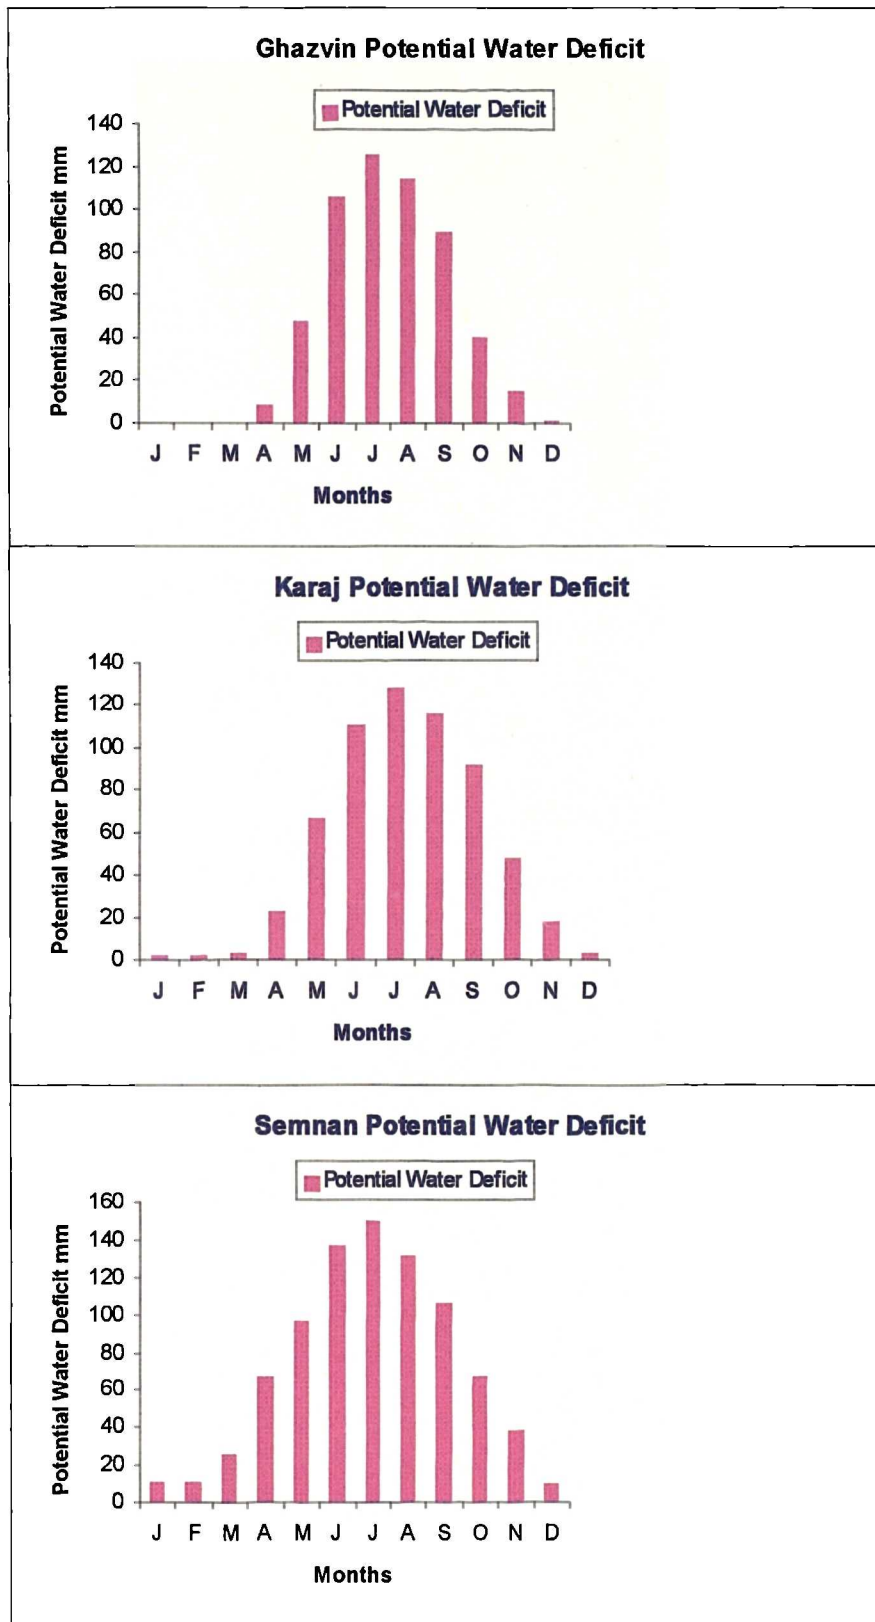 Ghazvin Potential Water Deficit
Potential Water Deficit
Potential Water Deficit mm
140
120
100
80
60
40
20
0
J F M A M J J A S O N D
Months
Karaj Potential Water Deficit
Potential Water Deficit
Potential Water Deficit mm
140
120
100
80
60
40
20
0
J F M A M J J A S O N D
Months
Semnan Potential Water Deficit
Potential Water Deficit
Potential Water Deficit mm
160
140
120
100
80
60
40
20
0
J F M A M J J A S O N D
Months